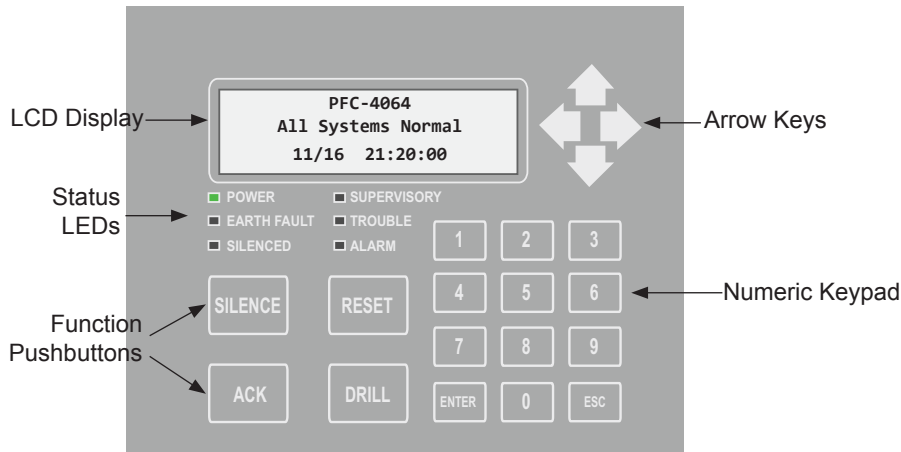 PFC-4064
All Systems Normal
11/16 21:20:00
LCD Display
Arrow Keys
Status
LEDs
POWER
SUPERVISORY
EARTH FAULT
TROUBLE
SILENCED
ALARM
1 2 3
4 5 6
7 8 9
ENTER 0 ESC
Numeric Keypad
Function
Pushbuttons
SILENCE
RESET
ACK
DRILL